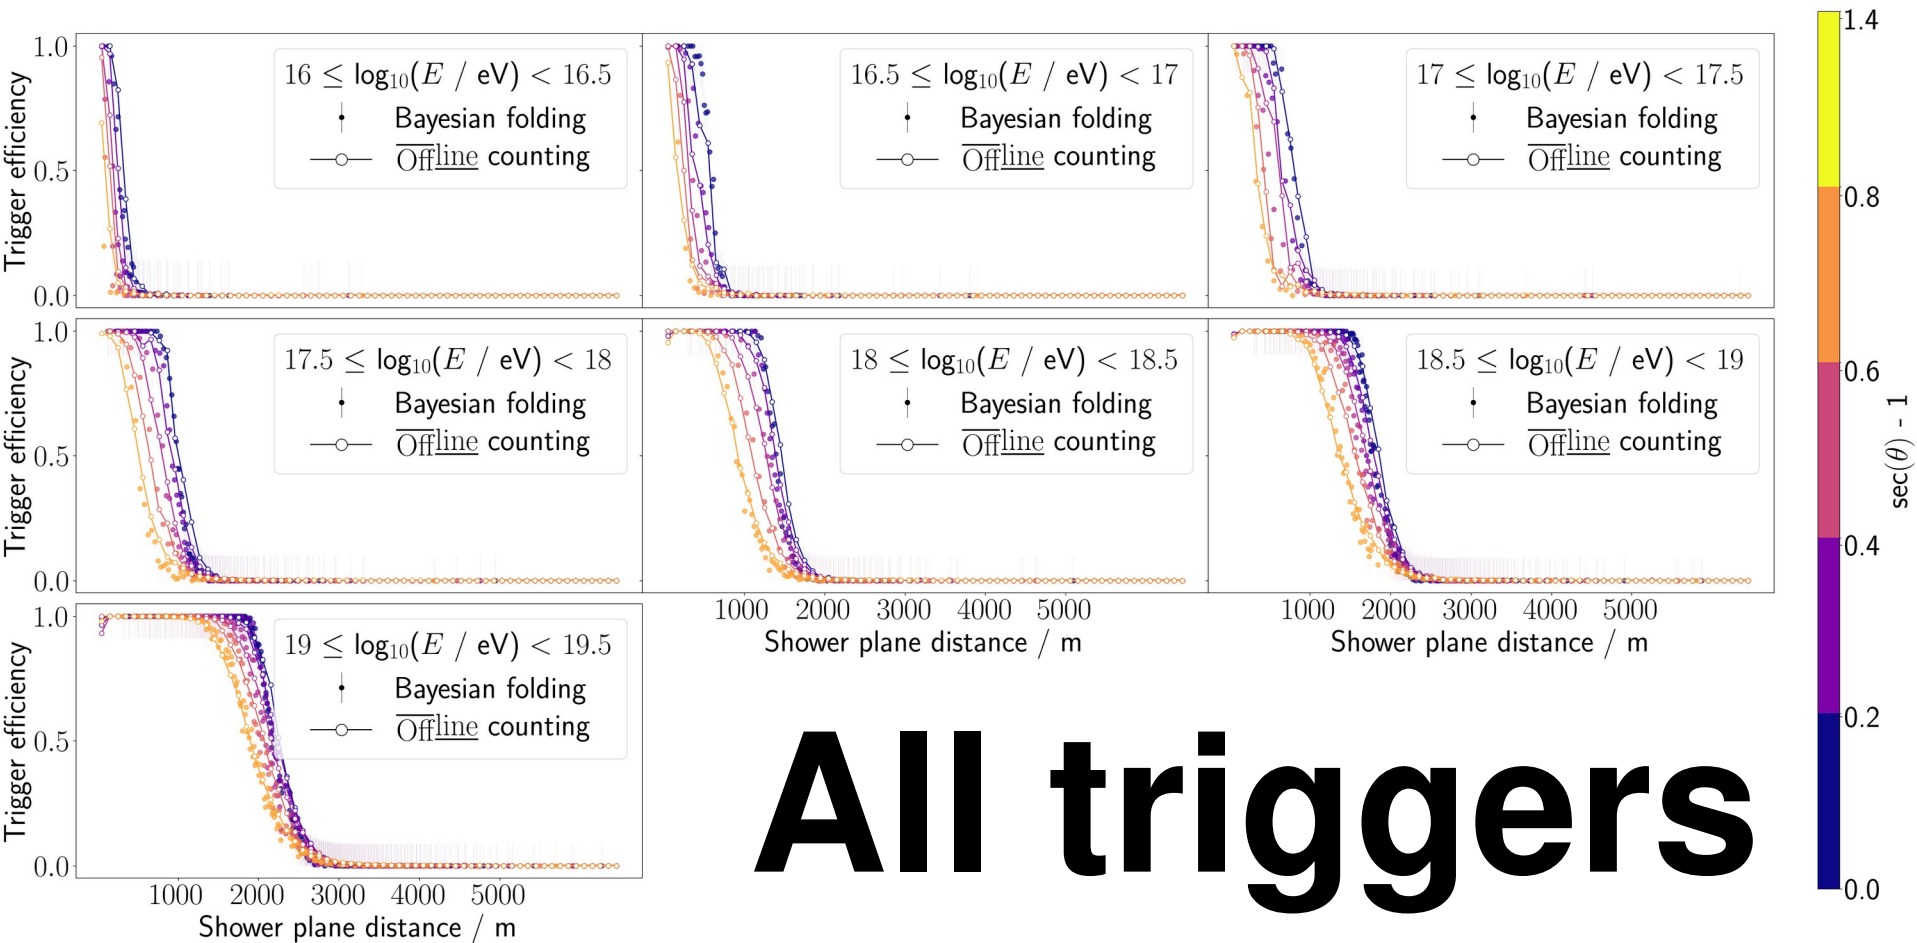 1.0
0.5
0.0
Trigger efficiency
16 ≤ log₁₀(E / eV) < 16.5
Bayesian folding
Offline counting
16.5 ≤ log₁₀(E / eV) < 17
Bayesian folding
Offline counting
17 ≤ log₁₀(E / eV) < 17.5
Bayesian folding
Offline counting
1.0
0.5
0.0
Trigger efficiency
17.5 ≤ log₁₀(E / eV) < 18
Bayesian folding
Offline counting
18 ≤ log₁₀(E / eV) < 18.5
Bayesian folding
Offline counting
1000 2000 3000 4000 5000
Shower plane distance / m
18.5 ≤ log₁₀(E / eV) < 19
Bayesian folding
Offline counting
1000 2000 3000 4000 5000
Shower plane distance / m
1.0
0.5
0.0
Trigger efficiency
19 ≤ log₁₀(E / eV) < 19.5
Bayesian folding
Offline counting
1000 2000 3000 4000 5000
Shower plane distance / m
All triggers
1.4
0.8
0.6
0.4
0.2
0.0
sec(θ) - 1